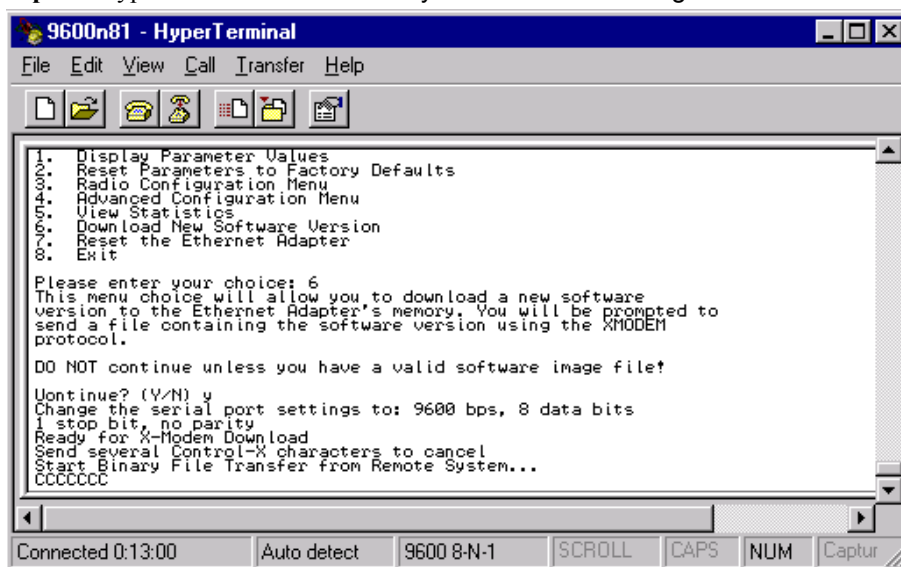 9600n81 - HyperTerminal
File Edit View Call Transfer Help
1. Display Parameter Values
2. Reset Parameters to Factory Defaults
3. Radio Configuration Menu
4. Advanced Configuration Menu
5. View Statistics
6. Download New Software Version
7. Reset the Ethernet Adapter
8. Exit
Please enter your choice: 6
This menu choice will allow you to download a new software
version to the Ethernet Adapter's memory. You will be prompted to
send a file containing the software version using the XMODEM
protocol.
DO NOT continue unless you have a valid software image file!
Uontinue? (Y/N) y
Change the serial port settings to: 9600 bps, 8 data bits
1 stop bit, no parity
Ready for X-Modem Download
Send several Control-X characters to cancel
Start Binary File Transfer from Remote System...
CCCCCCC
Connected 0:13:00 Auto detect 9600 8-N-1 SCROLL CAPS NUM Captur